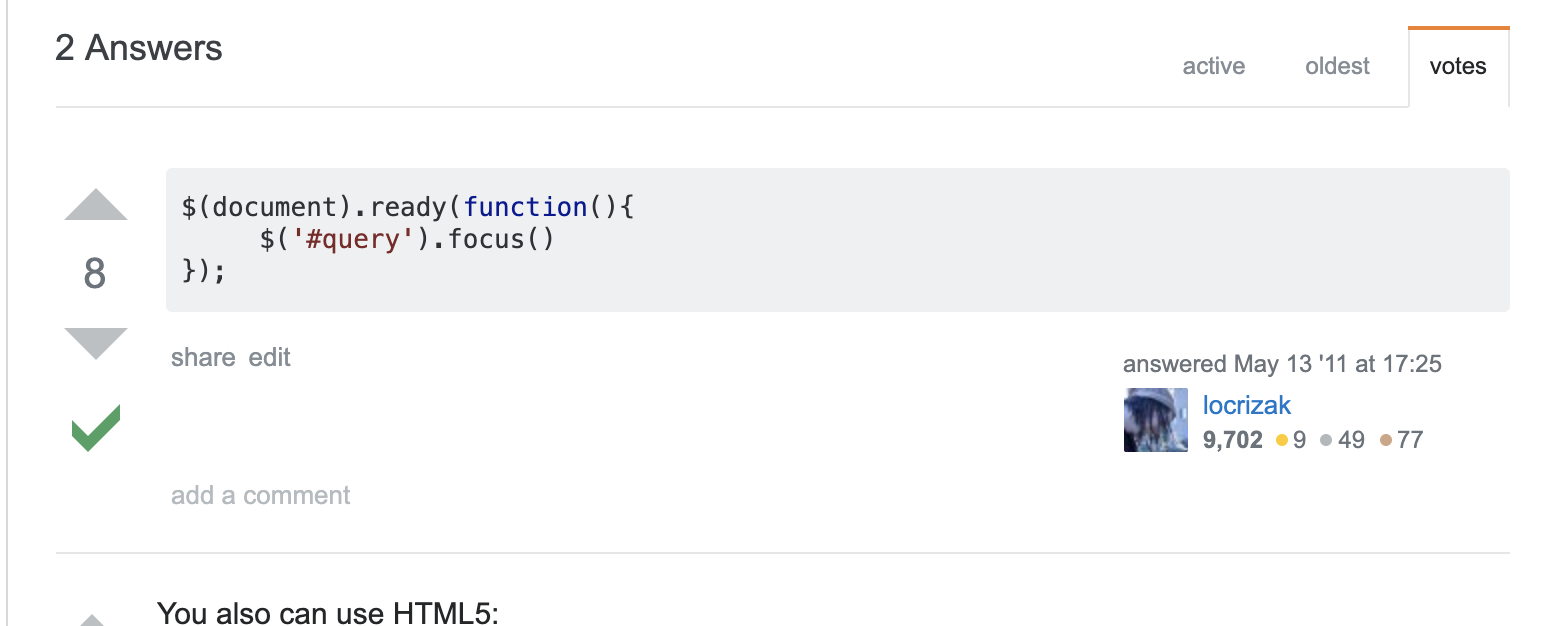 2 Answers
active oldest votes
$(document).ready(function(){
     $('#query').focus()
});
8
share edit
answered May 13 '11 at 17:25
locrizak
9,702 9 49 77
add a comment
You also can use HTML5: